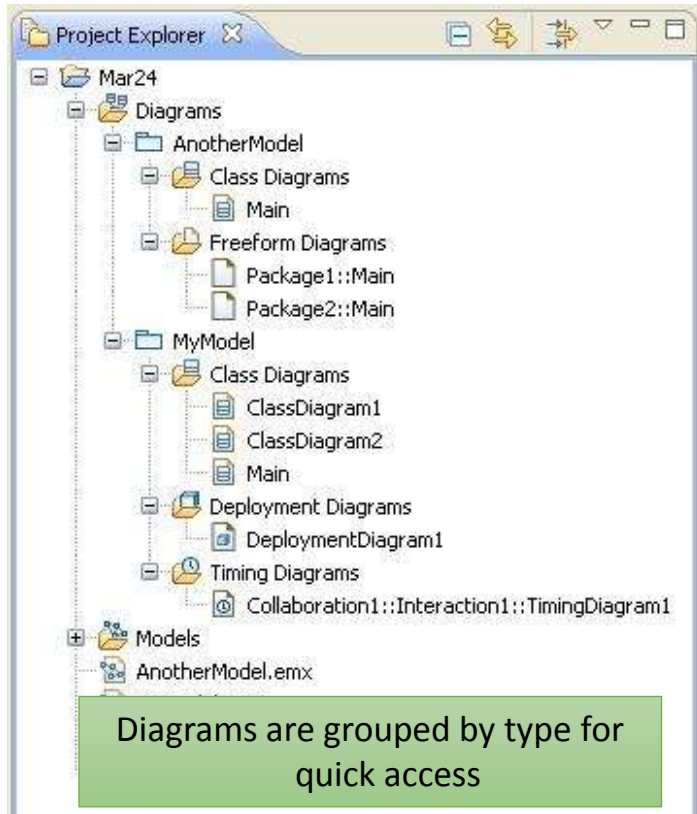 Project Explorer
Mar24
Diagrams
AnotherModel
Class Diagrams
Main
Freeform Diagrams
Package1::Main
Package2::Main
MyModel
Class Diagrams
ClassDiagram1
ClassDiagram2
Main
Deployment Diagrams
DeploymentDiagram1
Timing Diagrams
Collaboration1::Interaction1::TimingDiagram1
Models
AnotherModel.emx
Diagrams are grouped by type for
quick access